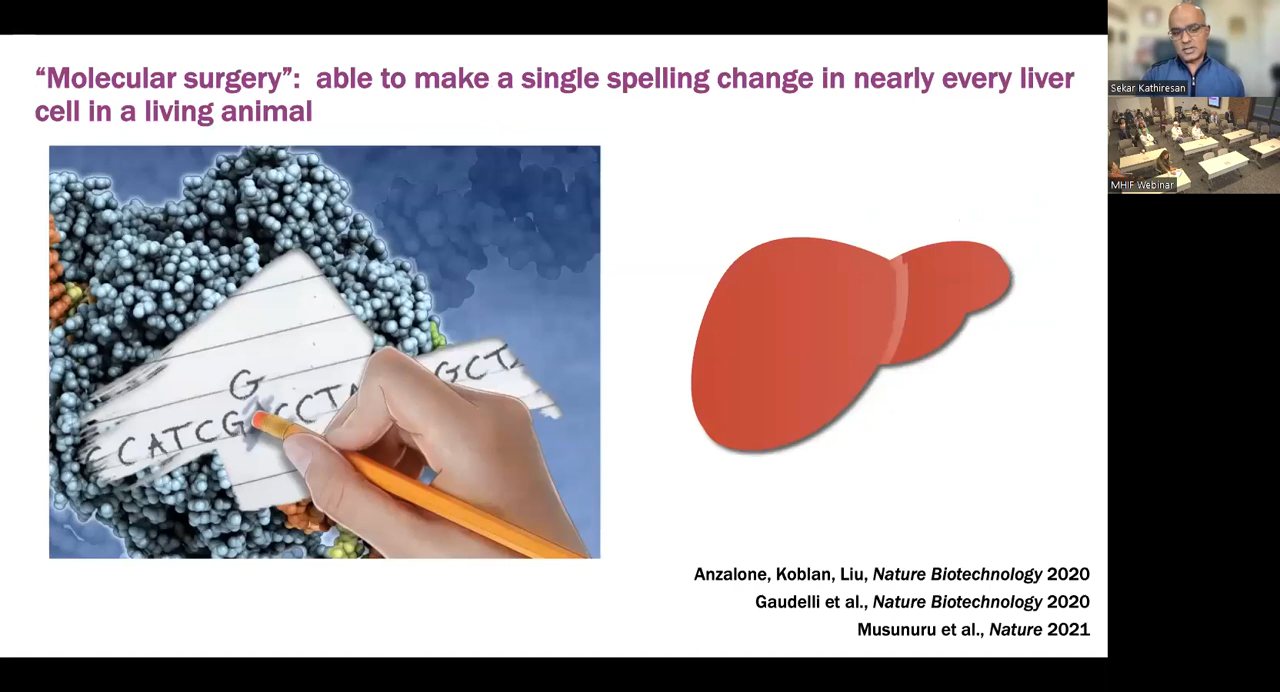 “Molecular surgery”: able to make a single spelling change in nearly every liver
cell in a living animal
G
CCATCG CCTA GCT
Anzalone, Koblan, Liu, Nature Biotechnology 2020
Gaudelli et al., Nature Biotechnology 2020
Musunuru et al., Nature 2021
Sekar Kathiresan
MHIF Webinar